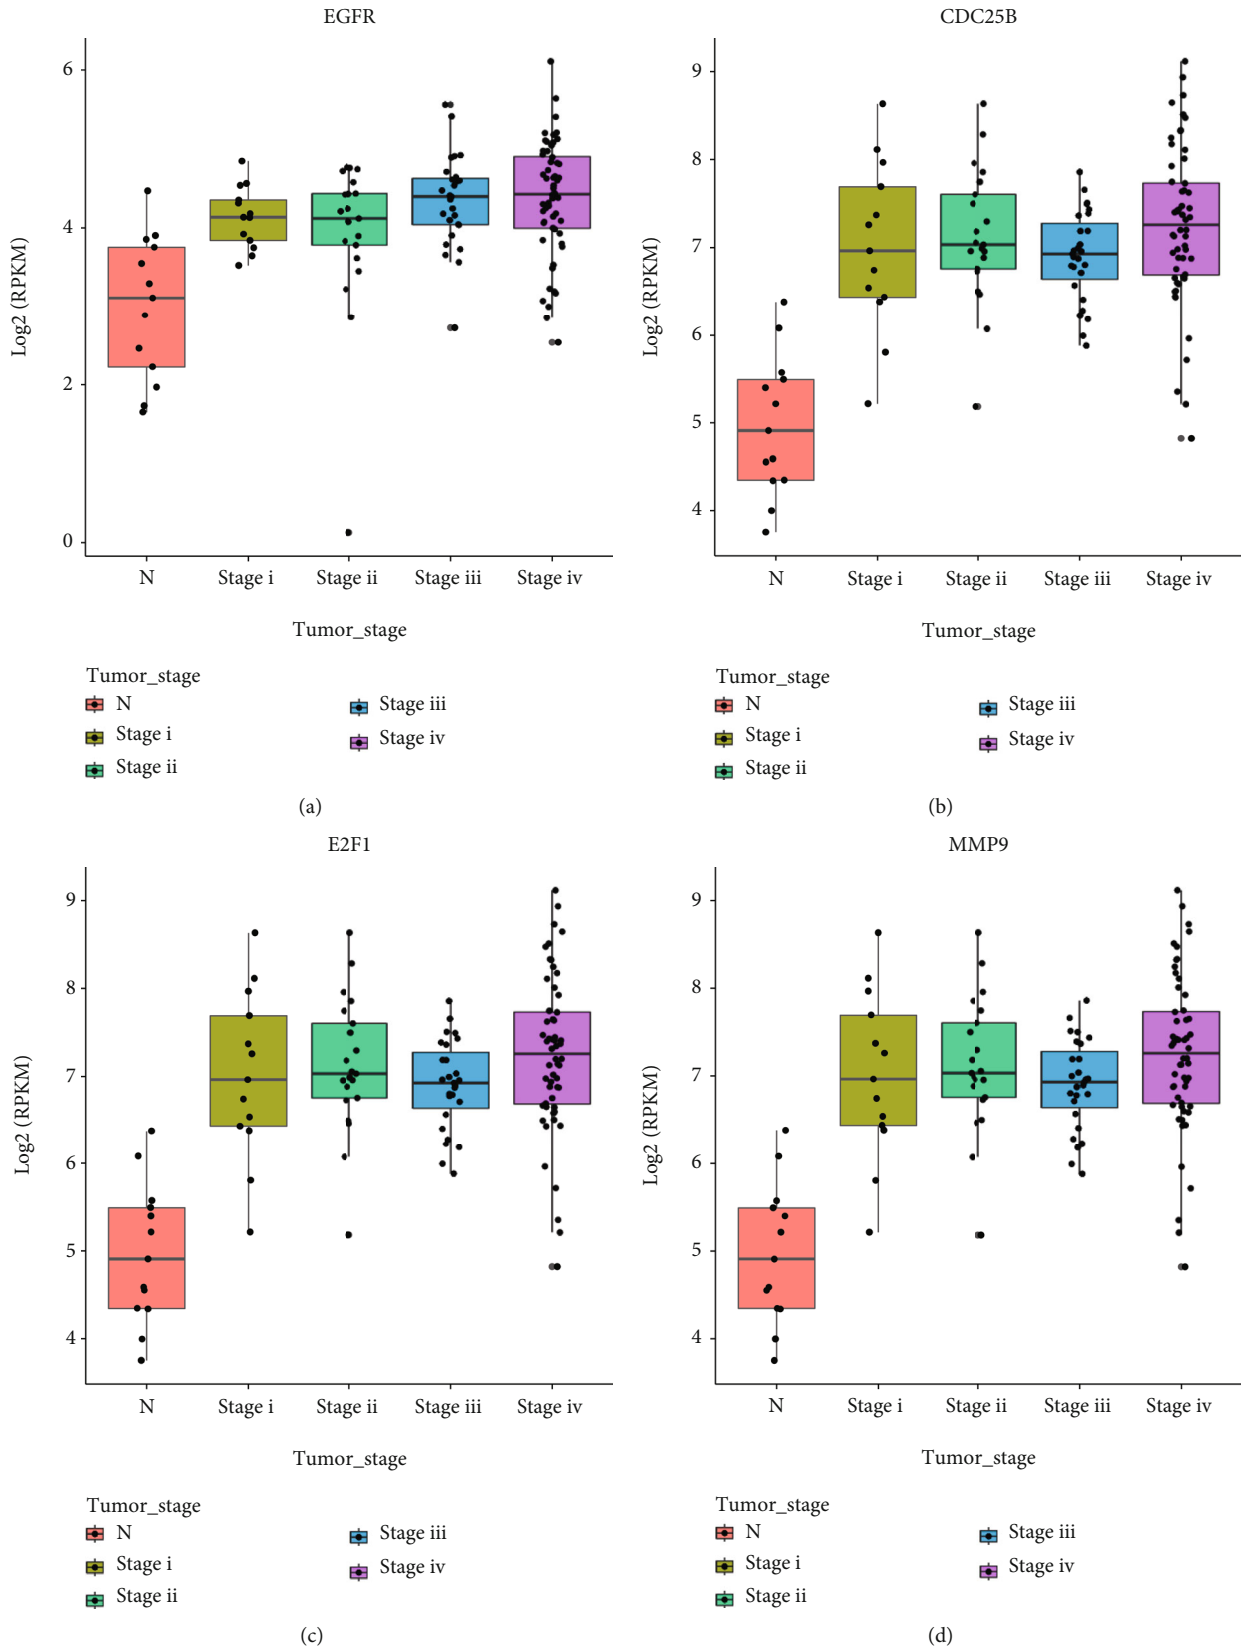 EGFR
6
4
2
0
Log2 (RPKM)
N Stage i Stage ii Stage iii Stage iv
Tumor_stage
Tumor_stage
N
Stage i
Stage ii
Stage iii
Stage iv
(a)
CDC25B
9
8
7
6
5
4
Log2 (RPKM)
N Stage i Stage ii Stage iii Stage iv
Tumor_stage
Tumor_stage
N
Stage i
Stage ii
Stage iii
Stage iv
(b)
E2F1
9
8
7
6
5
4
Log2 (RPKM)
N Stage i Stage ii Stage iii Stage iv
Tumor_stage
Tumor_stage
N
Stage i
Stage ii
Stage iii
Stage iv
(c)
MMP9
9
8
7
6
5
4
Log2 (RPKM)
N Stage i Stage ii Stage iii Stage iv
Tumor_stage
Tumor_stage
N
Stage i
Stage ii
Stage iii
Stage iv
(d)